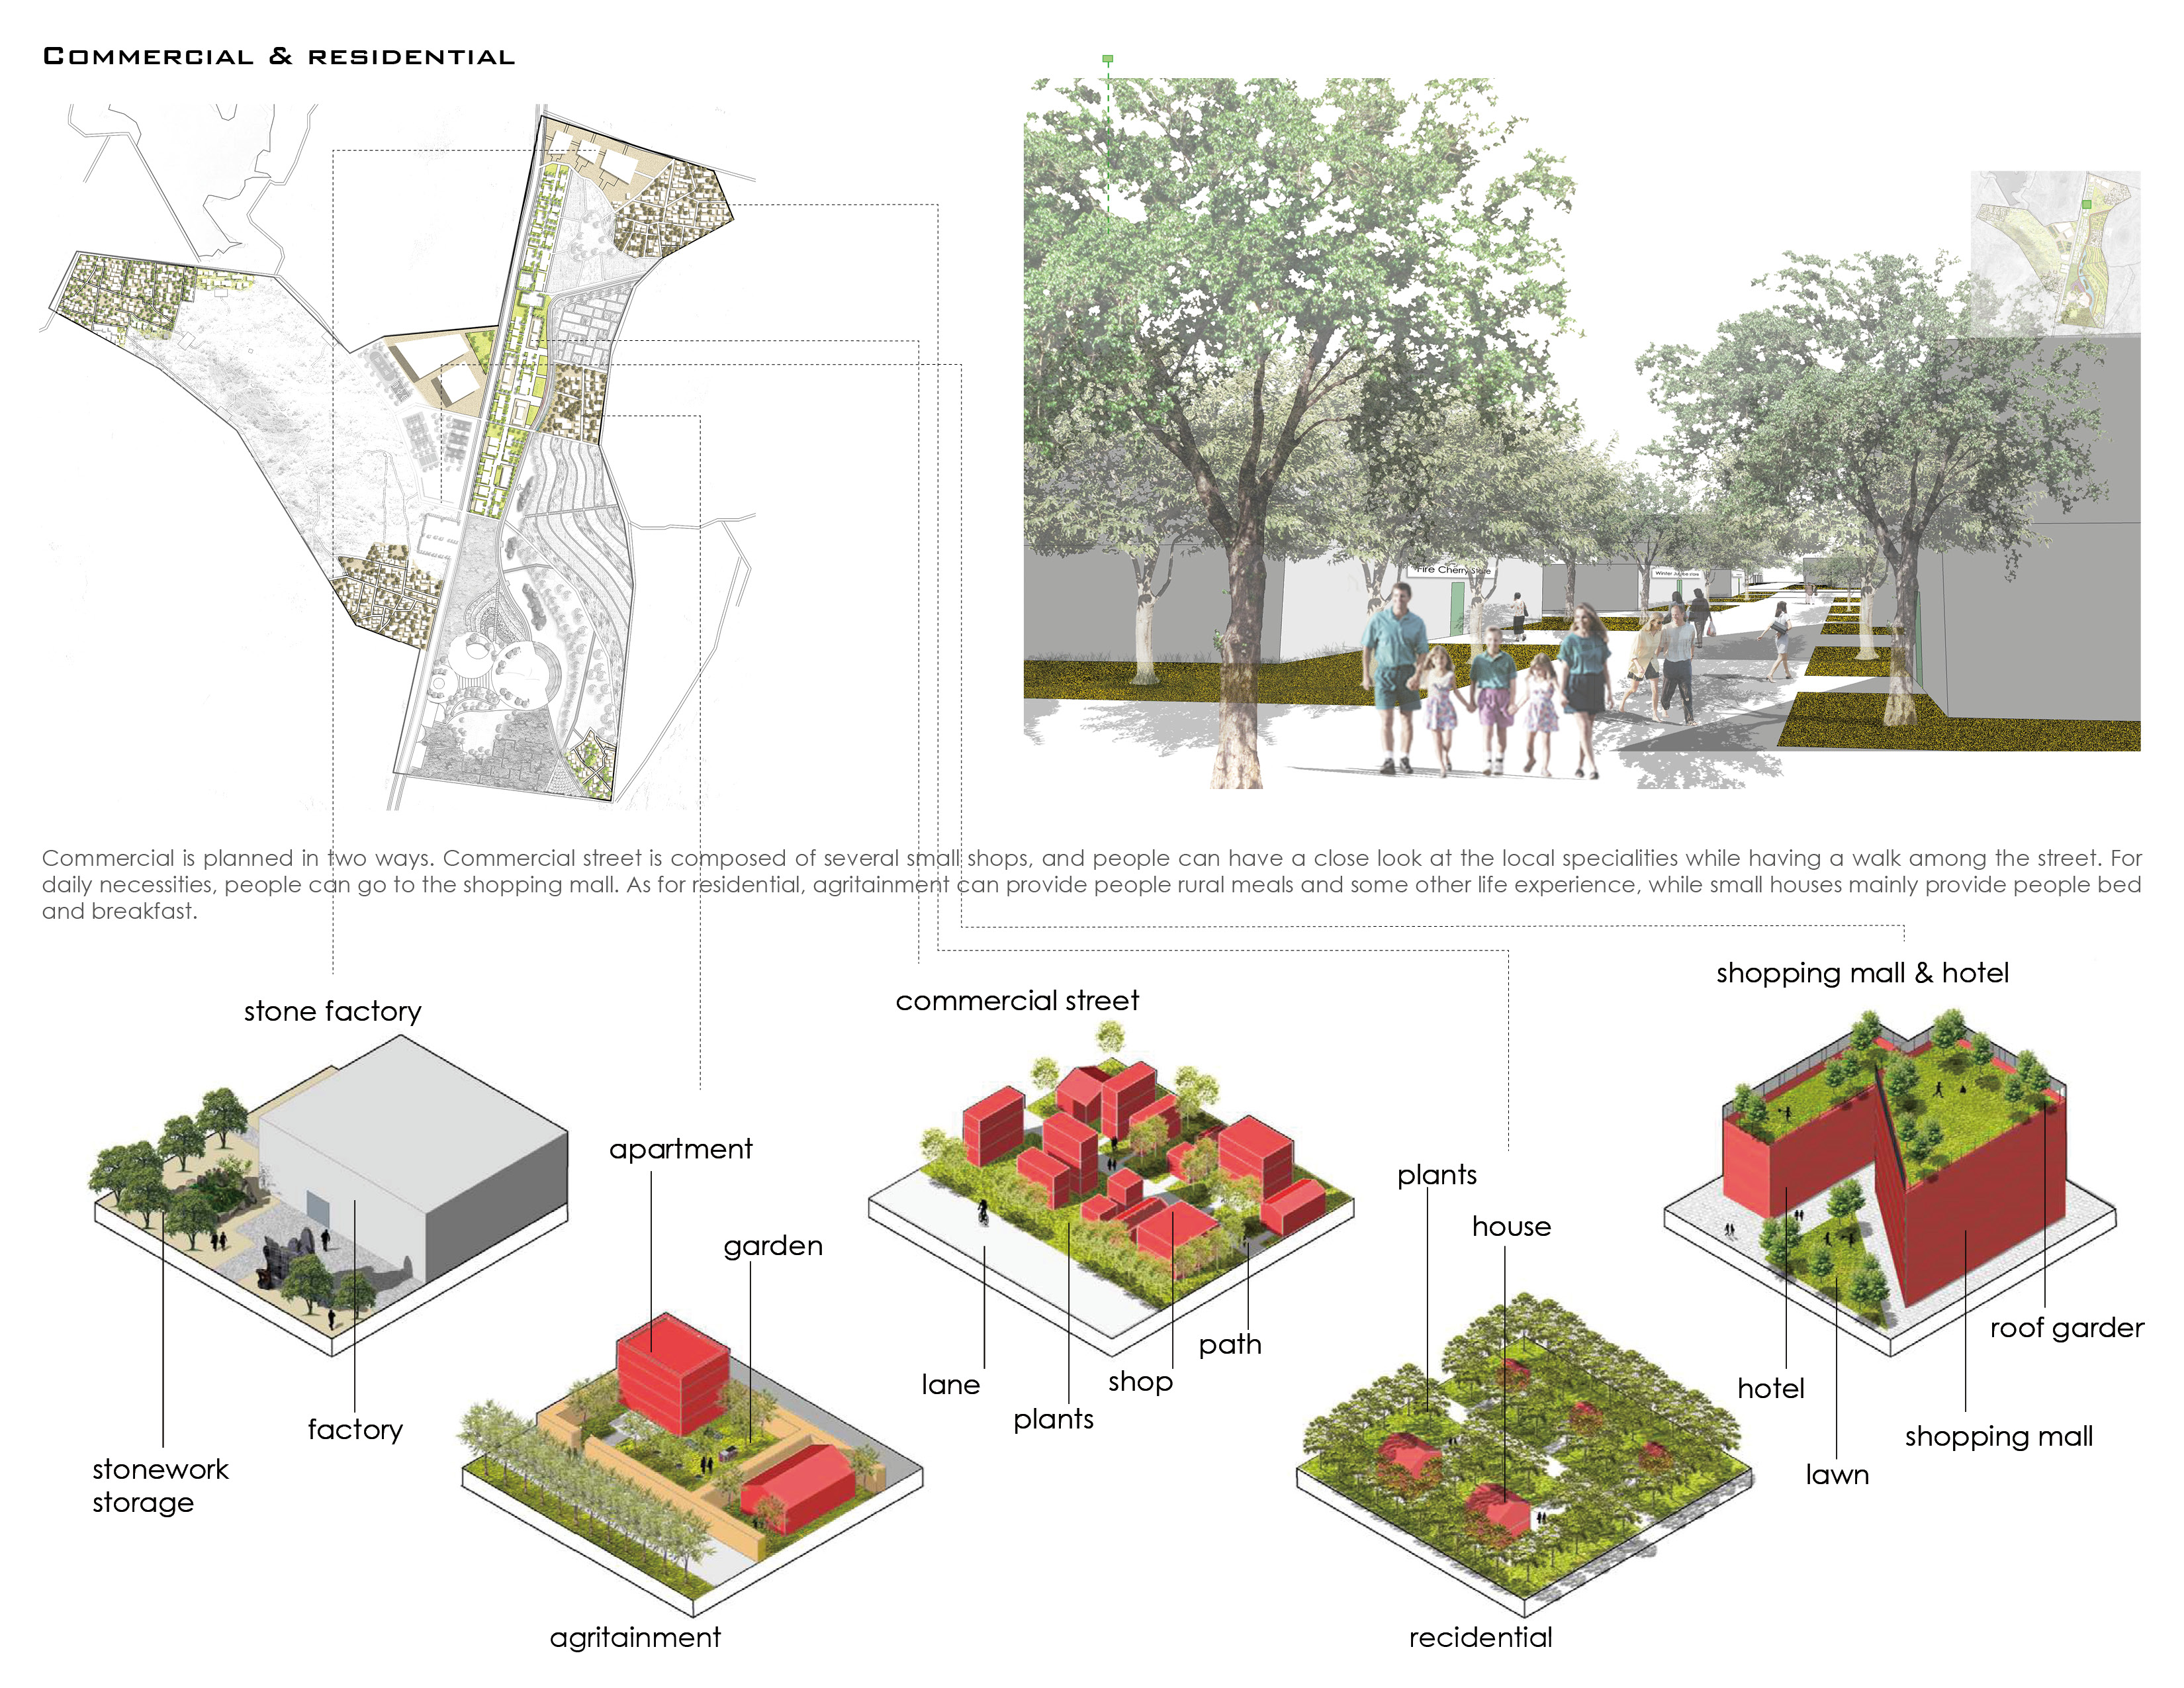 COMMERCIAL & RESIDENTIAL
Fire Cherry Store
Commercial is planned in two ways. Commercial street is composed of several small shops, and people can have a close look at the local specialities while having a walk among the street. For
daily necessities, people can go to the shopping mall. As for residential, agritainment can provide people rural meals and some other life experience, while small houses mainly provide people bed
and breakfast.
shopping mall & hotel
commercial street
stone factory
apartment
plants
house
garden
roof garder
path
shop
lane
hotel
plants
factory
shopping mall
stonework
storage
lawn
agritainment
recidential